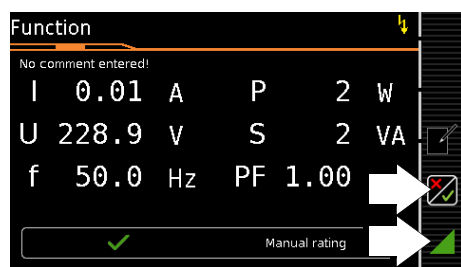 Function
No comment entered!
I 0.01 A P 2 W
U 228.9 V S 2 VA
f 50.0 Hz PF 1.00
Manual rating